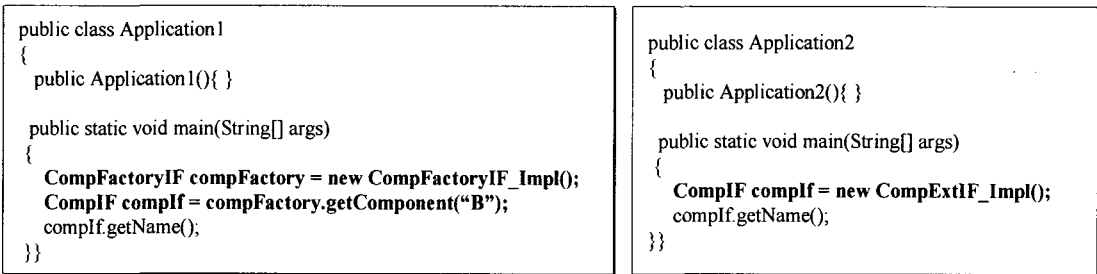 public class Application1
{
public Application1(){ }
public static void main(String[] args)
{
CompFactoryIF compFactory = new CompFactoryIF_Impl();
CompIF compIf = compFactory.getComponent(“B”);
compIf.getName();
}}
public class Application2
{
public Application2(){ }
public static void main(String[] args)
{
CompIF compIf = new CompExtIF_Impl();
compIf.getName();
}}